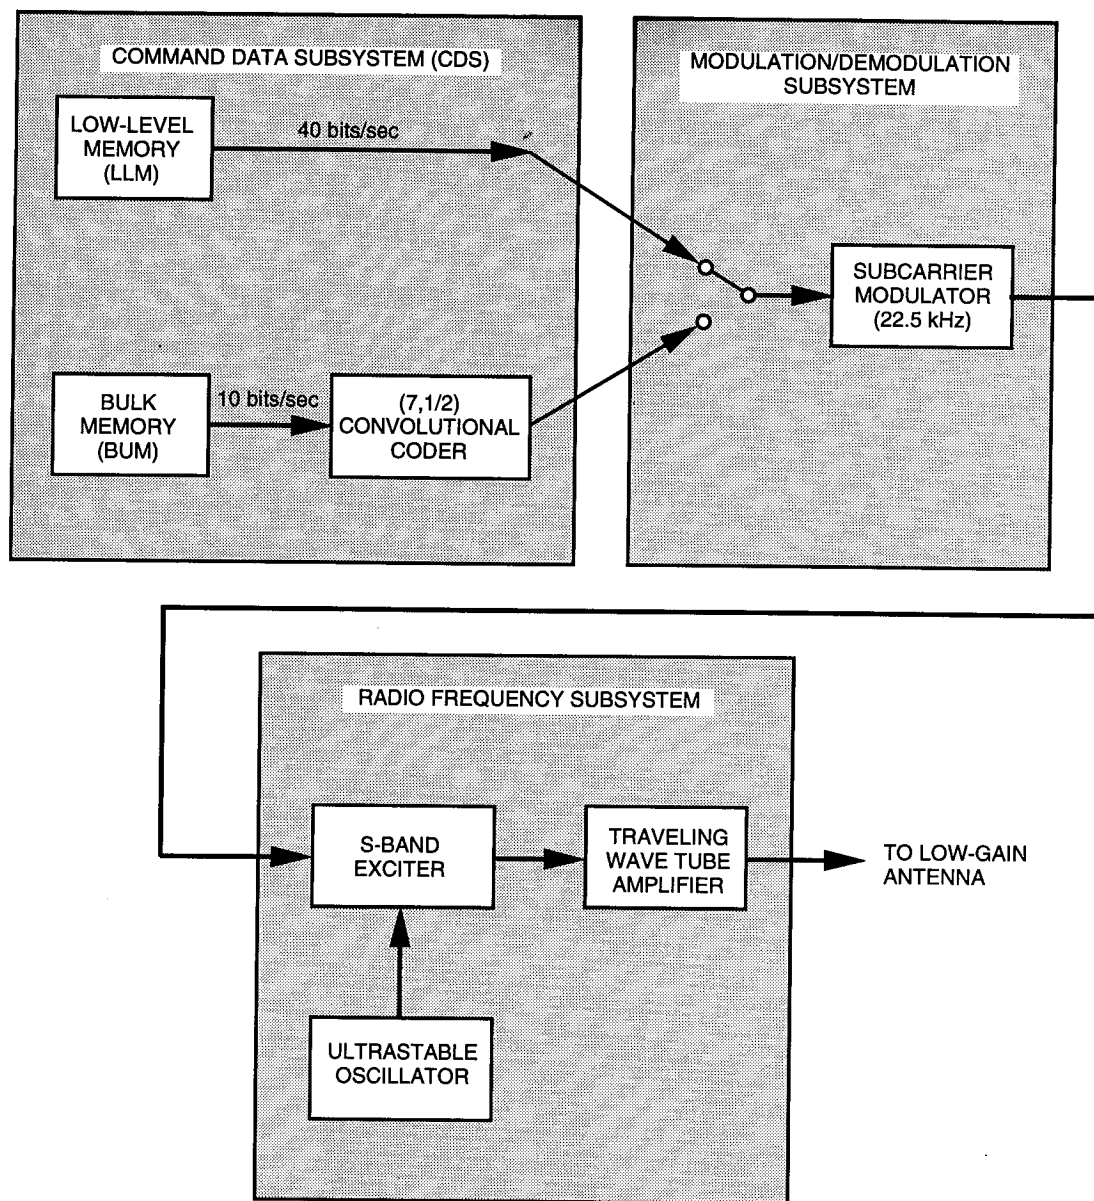 COMMAND DATA SUBSYSTEM (CDS)
LOW-LEVEL
MEMORY
(LLM)
40 bits/sec
BULK
MEMORY
(BUM)
10 bits/sec
(7,1/2)
CONVOLUTIONAL
CODER
MODULATION/DEMODULATION
SUBSYSTEM
SUBCARRIER
MODULATOR
(22.5 kHz)
RADIO FREQUENCY SUBSYSTEM
S-BAND
EXCITER
TRAVELING
WAVE TUBE
AMPLIFIER
TO LOW-GAIN
ANTENNA
ULTRASTABLE
OSCILLATOR